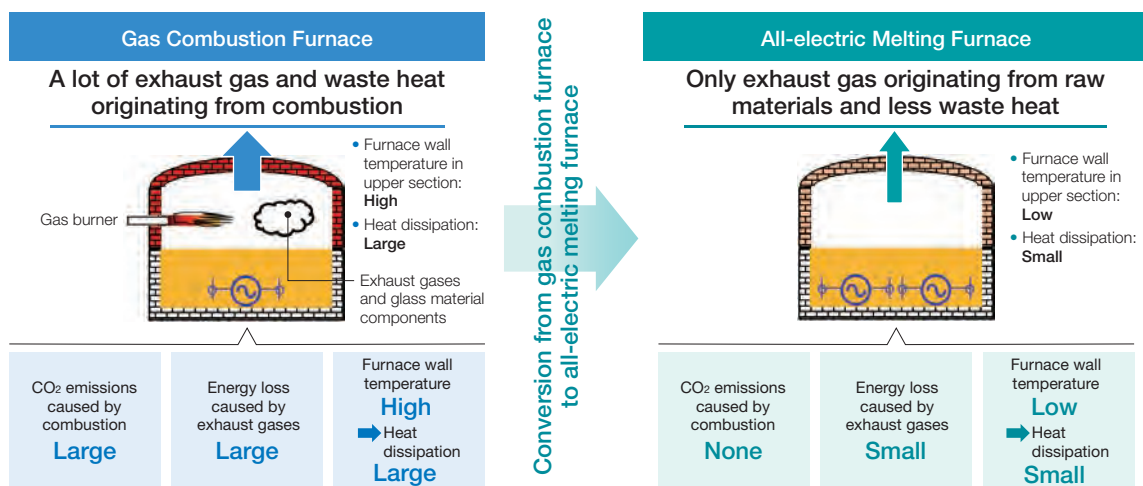 Gas Combustion Furnace
A lot of exhaust gas and waste heat
originating from combustion
• Furnace wall
temperature in
upper section:
High
• Heat dissipation:
Large
Gas burner
Exhaust gases
and glass material
components
CO₂ emissions
caused by
combustion
Large
Energy loss
caused by
exhaust gases
Large
Furnace wall
temperature
High
Heat
dissipation
Large
Conversion from gas combustion furnace
to all-electric melting furnace
All-electric Melting Furnace
Only exhaust gas originating from raw
materials and less waste heat
• Furnace wall
temperature in
upper section:
Low
• Heat dissipation:
Small
CO₂ emissions
caused by
combustion
None
Energy loss
caused by
exhaust gases
Small
Furnace wall
temperature
Low
Heat
dissipation
Small